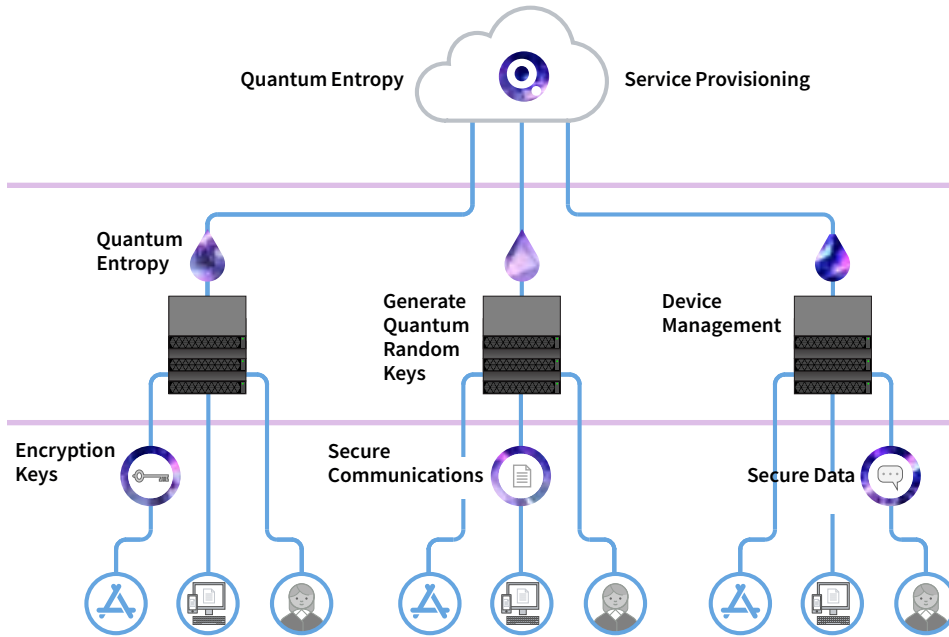 Quantum Entropy
Service Provisioning
Quantum
Entropy
Generate
Quantum
Random
Keys
Device
Management
Encryption
Keys
Secure
Communications
Secure Data